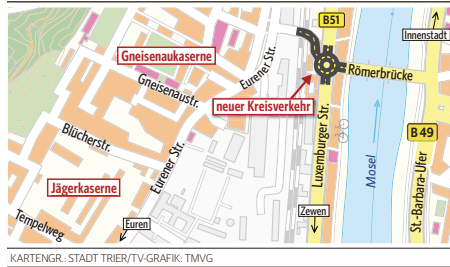 B51
Innenstadt
Gneisenaukaserne
Eurener Str.
Römerbrücke
Gneisenaustr.
neuer Kreisverkehr
Blücherstr.
B 49
Luxemburger Str.
Mosel
Eurener Str.
St.-Barbara-Ufer
Jägerkaserne
Zewen
Tempelweg
Euren
KARTENGR.: STADT TRIER/TV-GRAFIK: TMVG